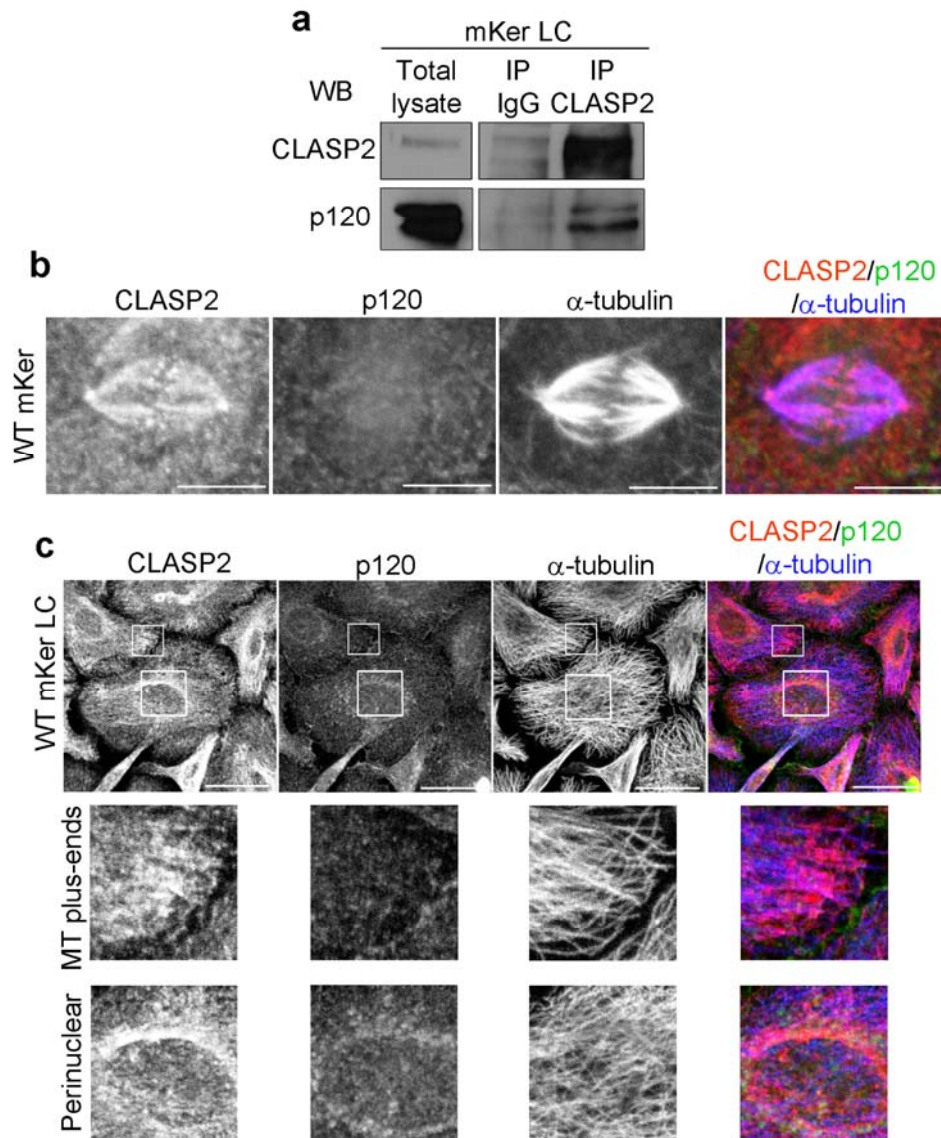 a
mKer LC
WB
Total lysate
IP IgG
IP CLASP2
CLASP2
p120
b
CLASP2
p120
α-tubulin
CLASP2/p120
/α-tubulin
WT mKer
c
CLASP2
p120
α-tubulin
CLASP2/p120
/α-tubulin
WT mKer LC
MT plus-ends
Perinuclear